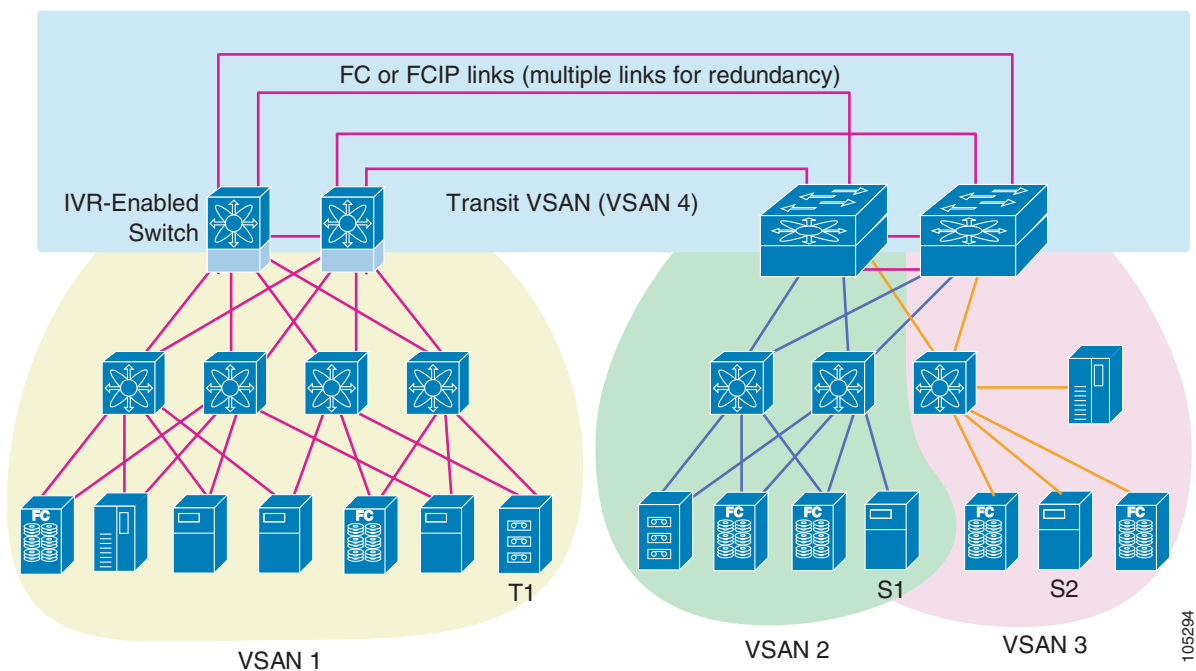 FC or FCIP links (multiple links for redundancy)
IVR-Enabled
Switch
Transit VSAN (VSAN 4)
FC
FC
FC
FC
FC
FC
T1
S1
S2
VSAN 1
VSAN 2
VSAN 3
105294